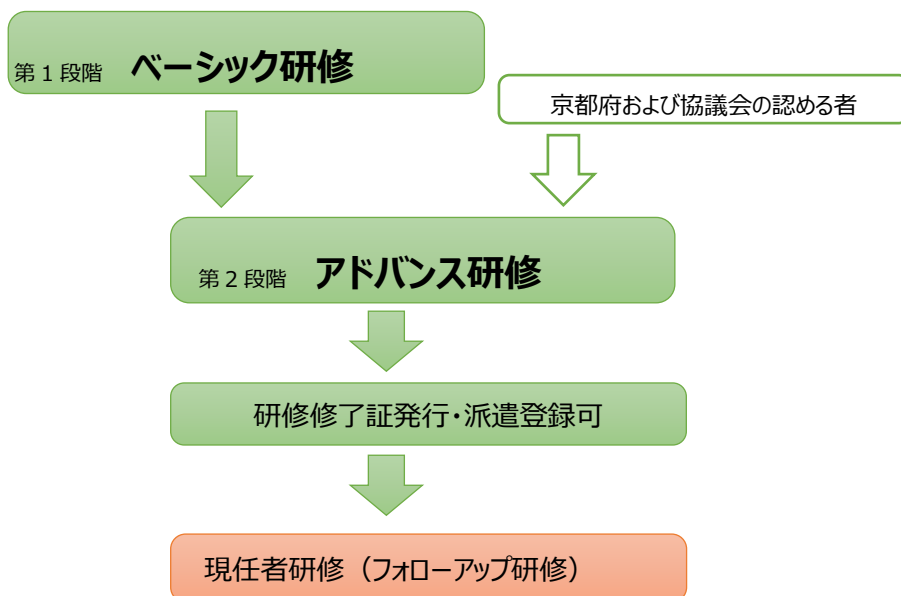 第1段階 ベーシック研修
京都府および協議会の認める者
第2段階 アドバンス研修
研修修了証発行・派遣登録可
現任者研修（フォローアップ研修）